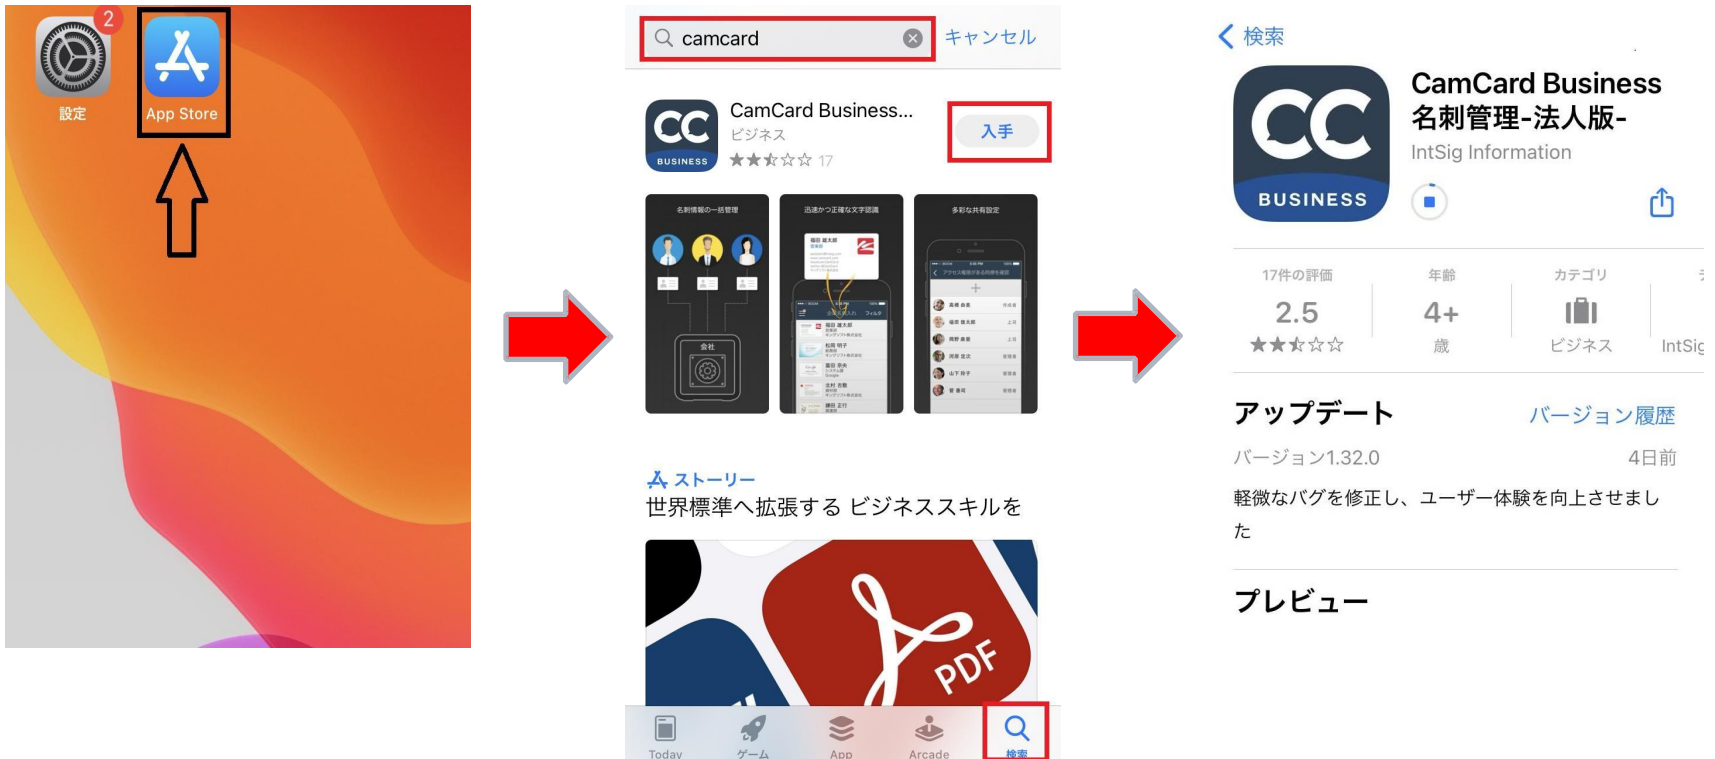 2
設定
App Store
camcard
キャンセル
CC
BUSINESS
CamCard Business...
ビジネス
17
入手
名刺情報の一括管理
会社
迅速かつ正確な文字認識
フィルタ
多彩な共有設定
ストーリー
世界標準へ拡張する ビジネススキルを
PDF
Today
ゲーム
App
Arcade
検索
検索
CC
BUSINESS
CamCard Business
名刺管理-法人版-
IntSig Information
17件の評価
2.5
年齢
4+
歳
カテゴリ
ビジネス
IntSig
アップデート
バージョン履歴
バージョン1.32.0
4日前
軽微なバグを修正し、ユーザー体験を向上させまし
た
プレビュー